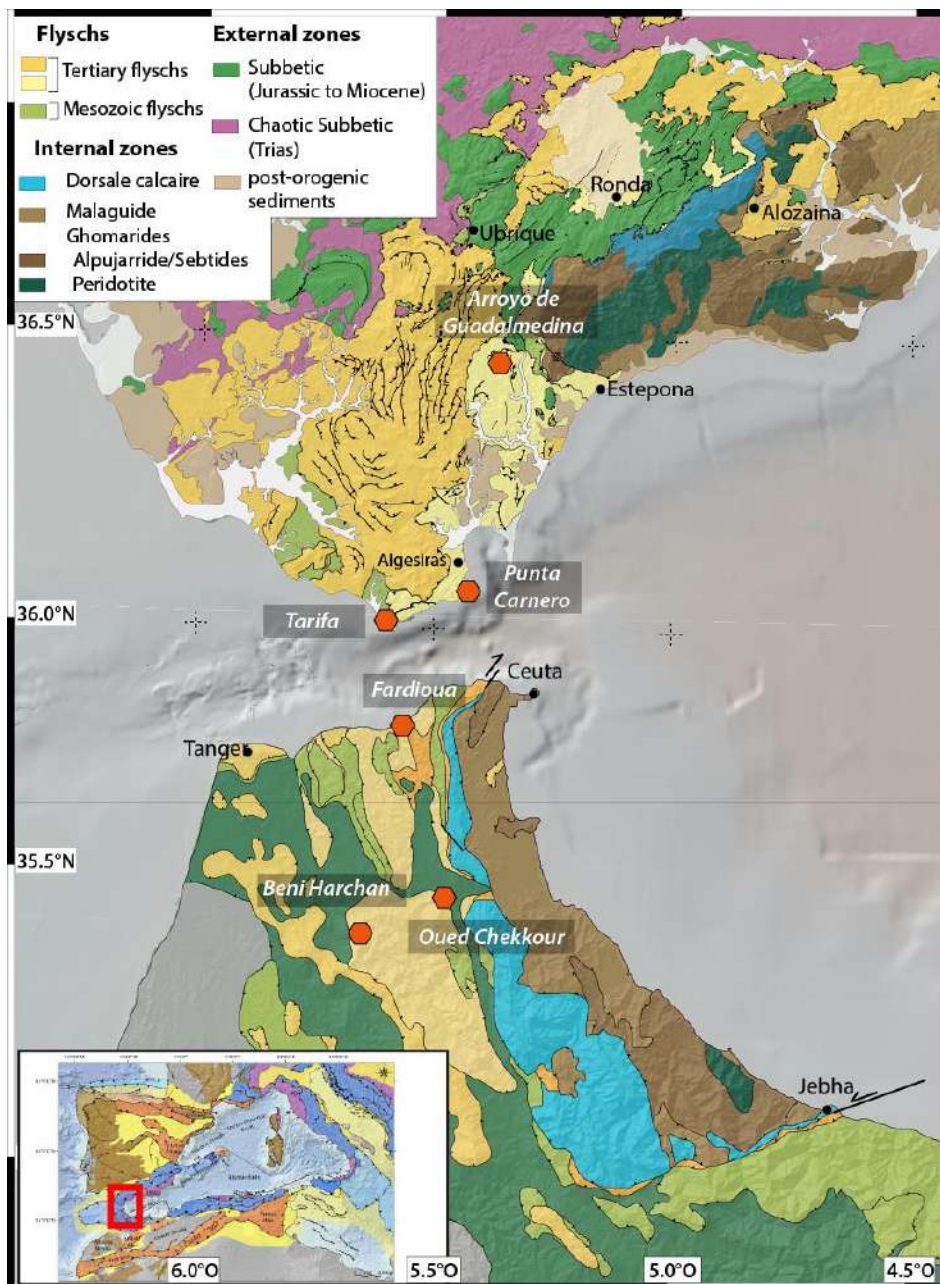 Flyschs
Tertiary flyschs
Mesozoic flyschs
Internal zones
Dorsale calcaire
Malaguide
Ghomarides
Alpujarride/Sebtides
Peridotite
External zones
Subbetic
(Jurassic to Miocene)
Chaotic Subbetic
(Trias)
post-orogenic
sediments
Ronda
Alozaina
Ubrique
Arroyo de
Guadalmedina
36.5°N
Estepona
Algesiras
Punta
Carnero
36.0°N
Tarifa
Ceuta
Fardioua
Tanger
35.5°N
Beni Harchan
Oued Chekkour
Jebha
6.0°O
5.5°O
5.0°O
4.5°O